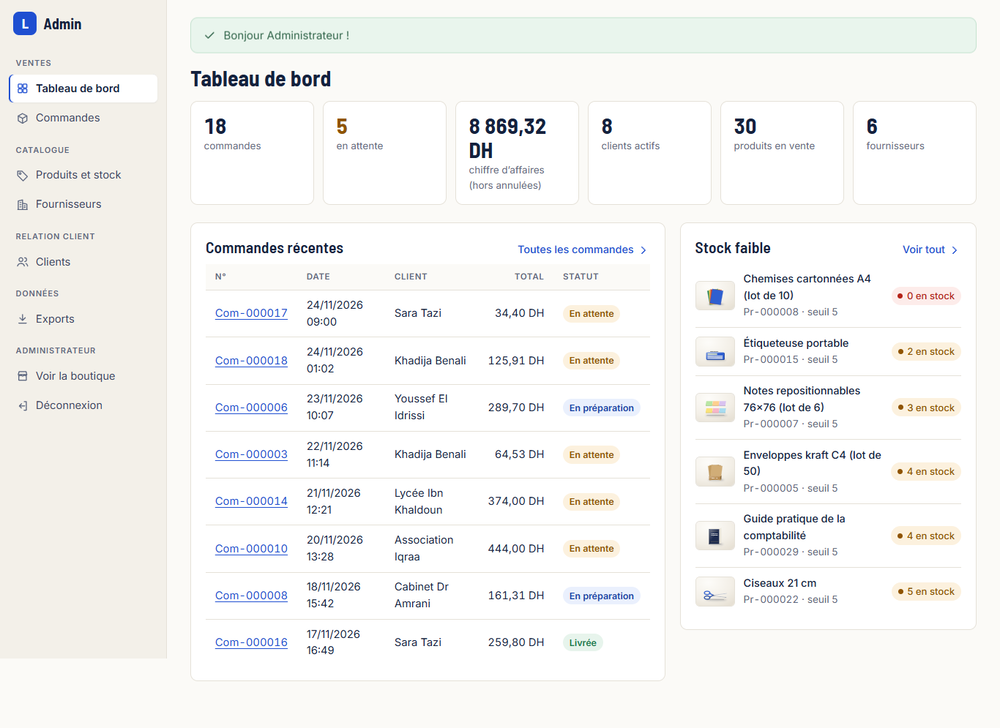 L Admin
VENTES
Tableau de bord
Commandes
CATALOGUE
Produits et stock
Fournisseurs
RELATION CLIENT
Clients
DONNÉES
Exports
ADMINISTRATEUR
Voir la boutique
Déconnexion
Bonjour Administrateur !
Tableau de bord
18
commandes
5
en attente
8 869,32
DH
chiffre d'affaires
(hors annulées)
8
clients actifs
30
produits en vente
6
fournisseurs
Commandes récentes
Toutes les commandes
N° DATE CLIENT TOTAL STATUT
Com-000017 24/11/2026 09:00 Sara Tazi 34,40 DH En attente
Com-000018 24/11/2026 01:02 Khadija Benali 125,91 DH En attente
Com-000006 23/11/2026 10:07 Youssef El Idrissi 289,70 DH En préparation
Com-000003 22/11/2026 11:14 Khadija Benali 64,53 DH En attente
Com-000014 21/11/2026 12:21 Lycée Ibn Khaldoun 374,00 DH En attente
Com-000010 20/11/2026 13:28 Association Iqraa 444,00 DH En attente
Com-000008 18/11/2026 15:42 Cabinet Dr Amrani 161,31 DH En préparation
Com-000016 17/11/2026 16:49 Sara Tazi 259,80 DH Livrée
Stock faible
Voir tout
Chemises cartonnées A4
(lot de 10)
Pr-000008 · seuil 5
0 en stock
Étiqueteuse portable
Pr-000015 · seuil 5
2 en stock
Notes repositionnables
76×76 (lot de 6)
Pr-000007 · seuil 5
3 en stock
Enveloppes kraft C4 (lot de
50)
Pr-000005 · seuil 5
4 en stock
Guide pratique de la
comptabilité
Pr-000029 · seuil 5
4 en stock
Ciseaux 21 cm
Pr-000022 · seuil 5
5 en stock